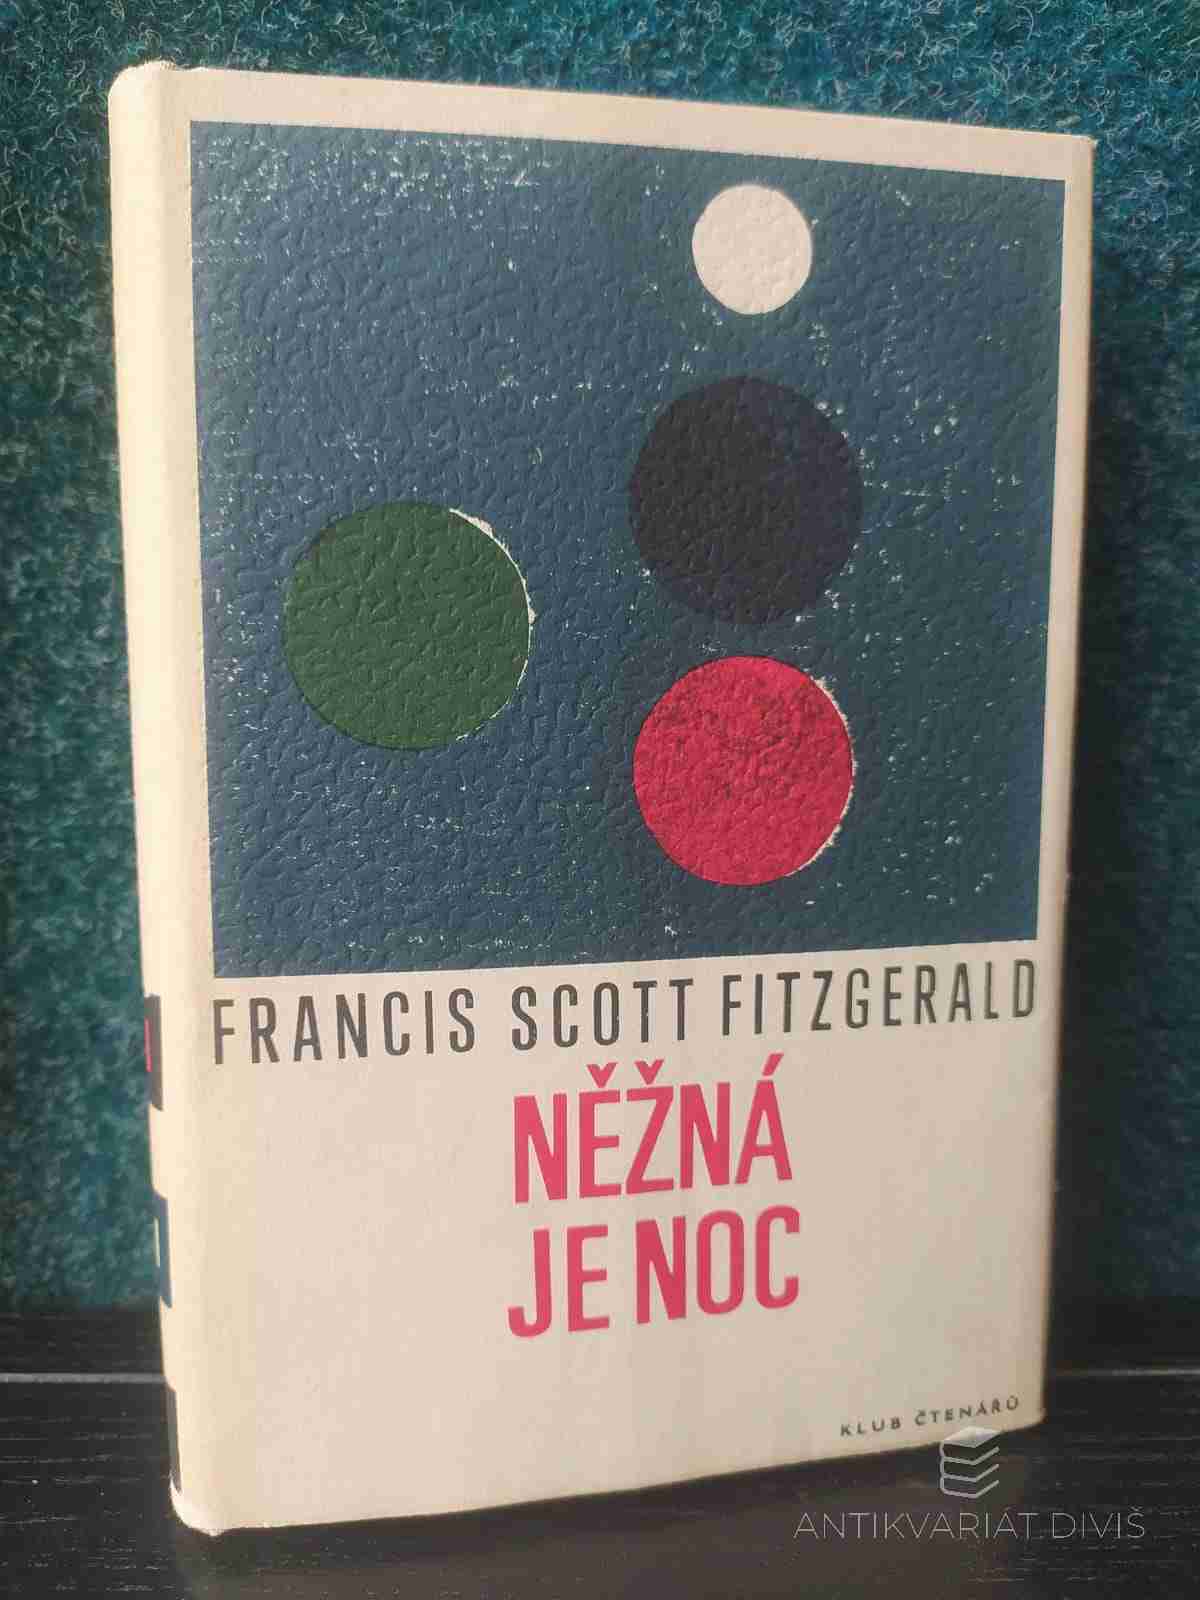 FRANCIS SCOTT FITZGERALD
NĚŽNÁ
JE NOC
KLUB ČTENÁŘŮ
ANTIKVARIÁT DIVIŠ